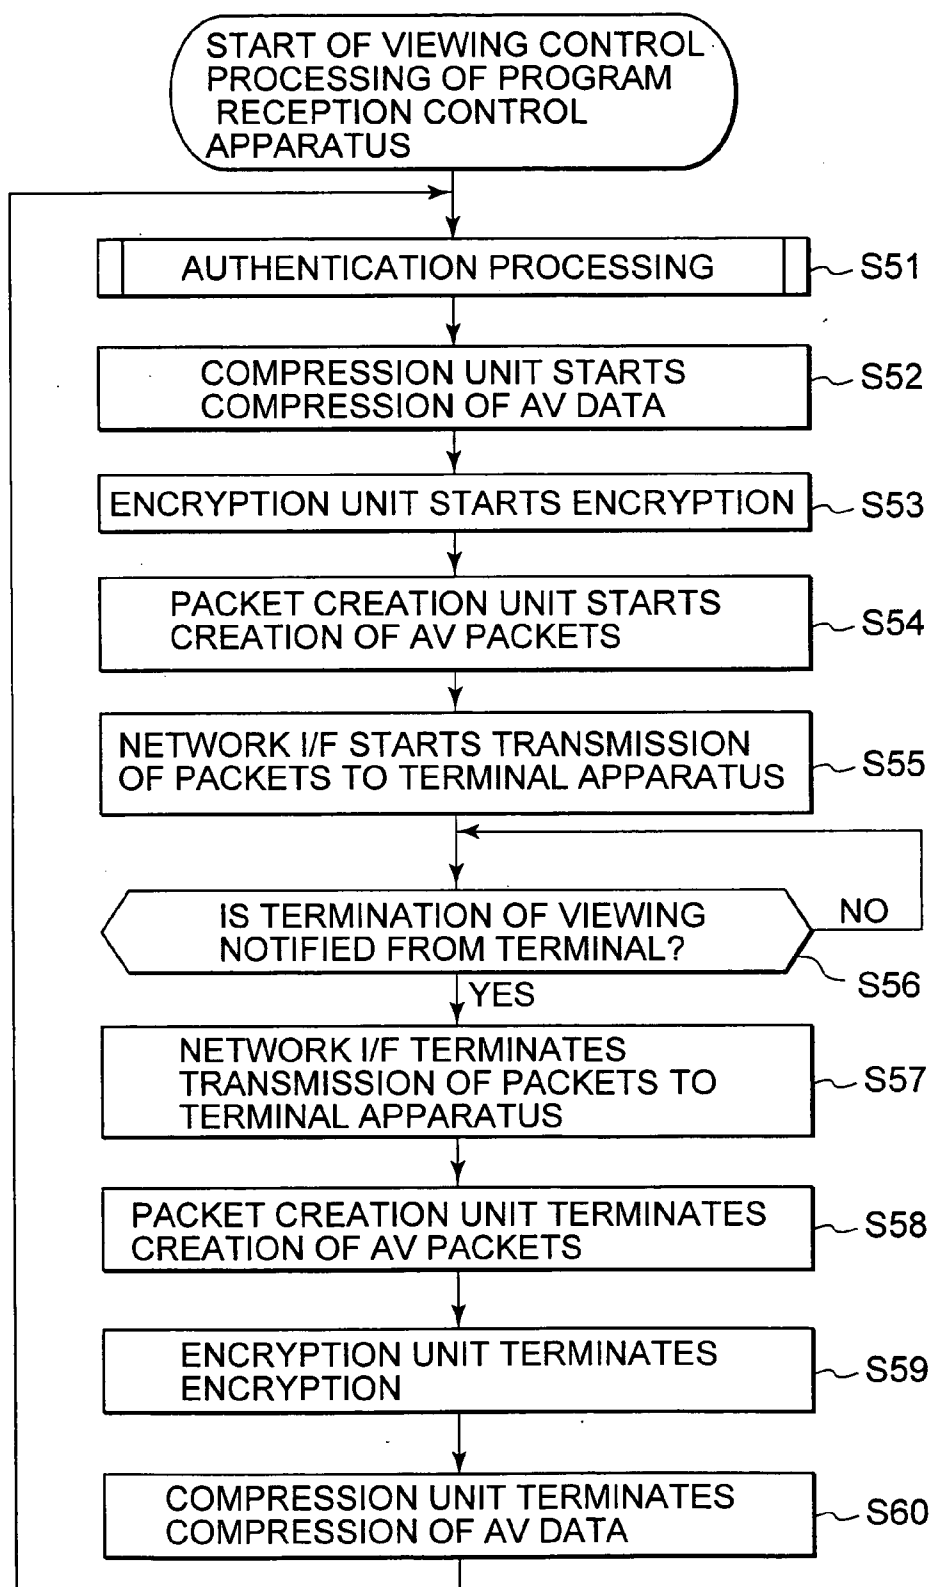 START OF VIEWING CONTROL
PROCESSING OF PROGRAM
RECEPTION CONTROL
APPARATUS
AUTHENTICATION PROCESSING
S51
COMPRESSION UNIT STARTS
COMPRESSION OF AV DATA
S52
ENCRYPTION UNIT STARTS ENCRYPTION
S53
PACKET CREATION UNIT STARTS
CREATION OF AV PACKETS
S54
NETWORK I/F STARTS TRANSMISSION
OF PACKETS TO TERMINAL APPARATUS
S55
IS TERMINATION OF VIEWING
NOTIFIED FROM TERMINAL?
NO
S56
YES
NETWORK I/F TERMINATES
TRANSMISSION OF PACKETS TO
TERMINAL APPARATUS
S57
PACKET CREATION UNIT TERMINATES
CREATION OF AV PACKETS
S58
ENCRYPTION UNIT TERMINATES
ENCRYPTION
S59
COMPRESSION UNIT TERMINATES
COMPRESSION OF AV DATA
S60